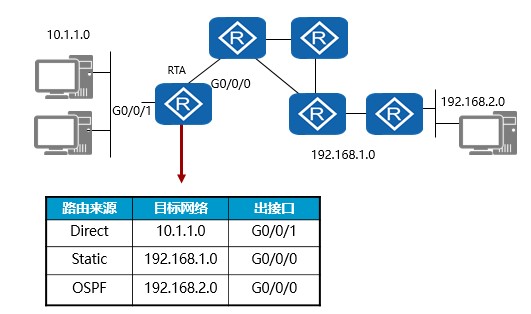 10.1.1.0
RTA
G0/0/0
G0/0/1
R
R
R
R
R
192.168.2.0
192.168.1.0
路由来源 目标网络 出接口
Direct 10.1.1.0 G0/0/1
Static 192.168.1.0 G0/0/0
OSPF 192.168.2.0 G0/0/0